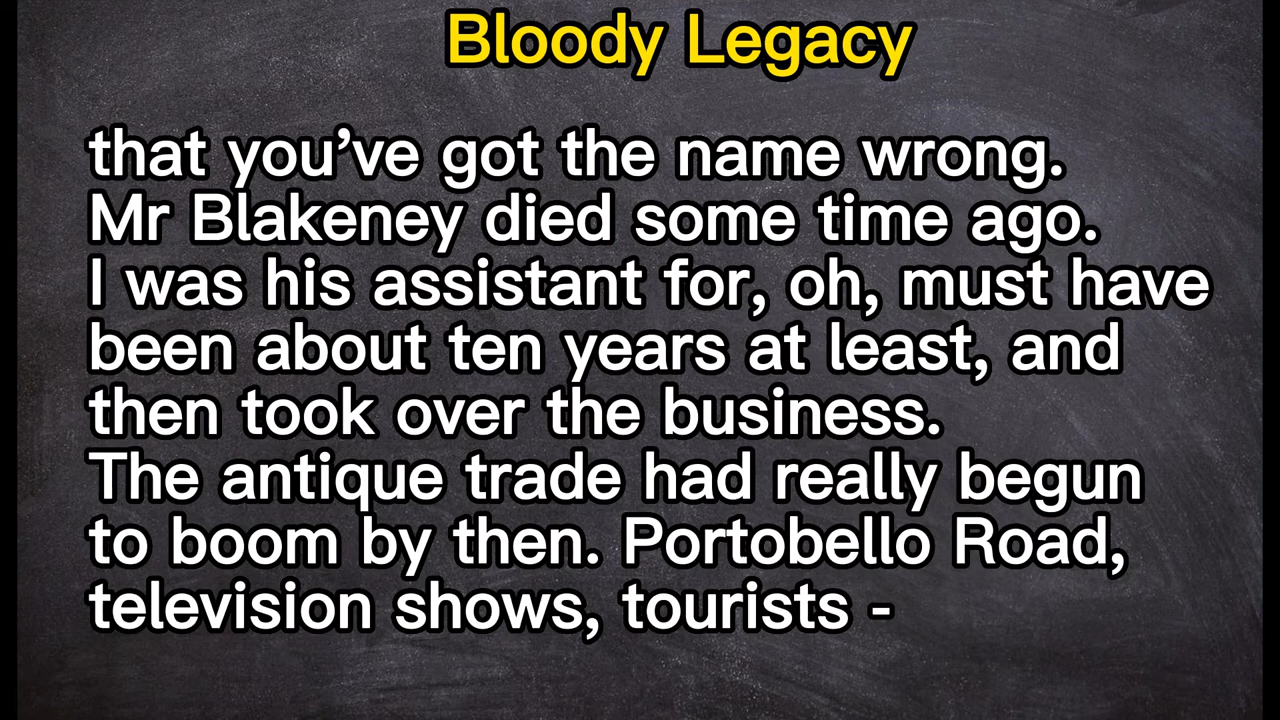 Bloody Legacy
that you’ve got the name wrong.
Mr Blakeney died some time ago.
I was his assistant for, oh, must have
been about ten years at least, and
then took over the business.
The antique trade had really begun
to boom by then. Portobello Road,
television shows, tourists -